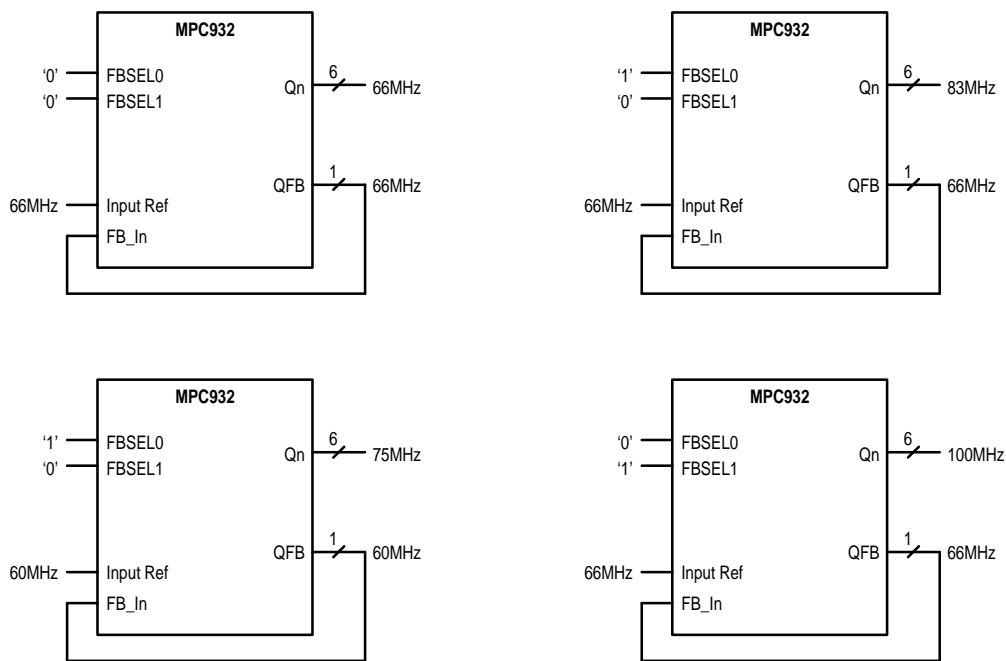 MPC932
‘0’ FBSEL0
‘0’ FBSEL1
Qn 6 66MHz
QFB 1 66MHz
66MHz Input Ref
FB_In
MPC932
‘1’ FBSEL0
‘0’ FBSEL1
Qn 6 83MHz
QFB 1 66MHz
66MHz Input Ref
FB_In
MPC932
‘1’ FBSEL0
‘0’ FBSEL1
Qn 6 75MHz
QFB 1 60MHz
60MHz Input Ref
FB_In
MPC932
‘0’ FBSEL0
‘1’ FBSEL1
Qn 6 100MHz
QFB 1 66MHz
66MHz Input Ref
FB_In